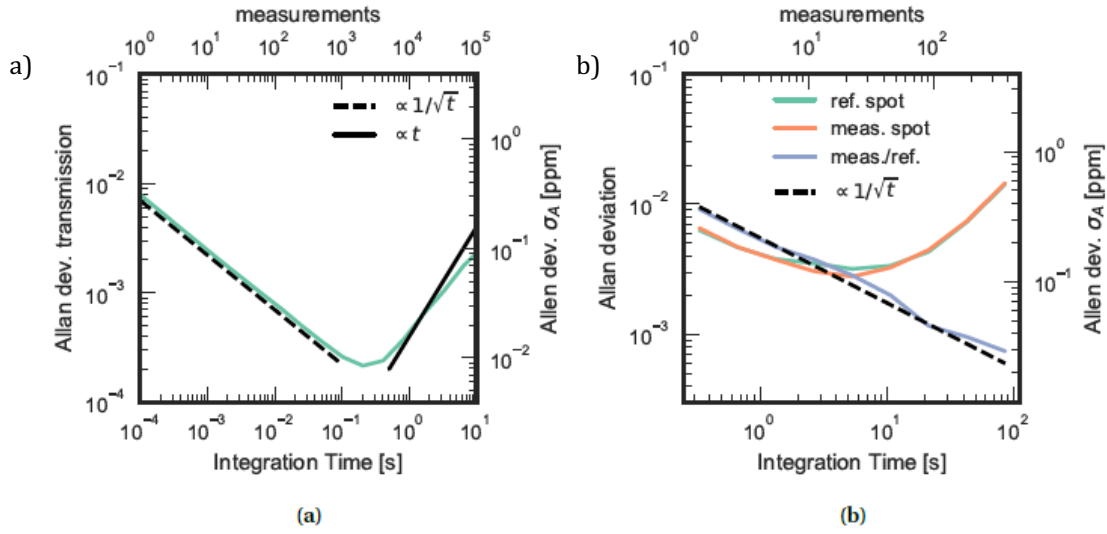 measurements
10^0 10^1 10^2 10^3 10^4 10^5
a)
10^-1
10^-2
10^-3
10^-4
Allan dev. transmission
∝ 1/√t
∝ t
10^0
10^-1
10^-2
Allen dev. σ_A [ppm]
10^-4 10^-3 10^-2 10^-1 10^0 10^1
Integration Time [s]
(a)
measurements
10^0 10^1 10^2
b)
10^-1
10^-2
10^-3
Allan deviation
ref. spot
meas. spot
meas./ref.
∝ 1/√t
10^0
10^-1
Allen dev. σ_A [ppm]
10^0 10^1 10^2
Integration Time [s]
(b)